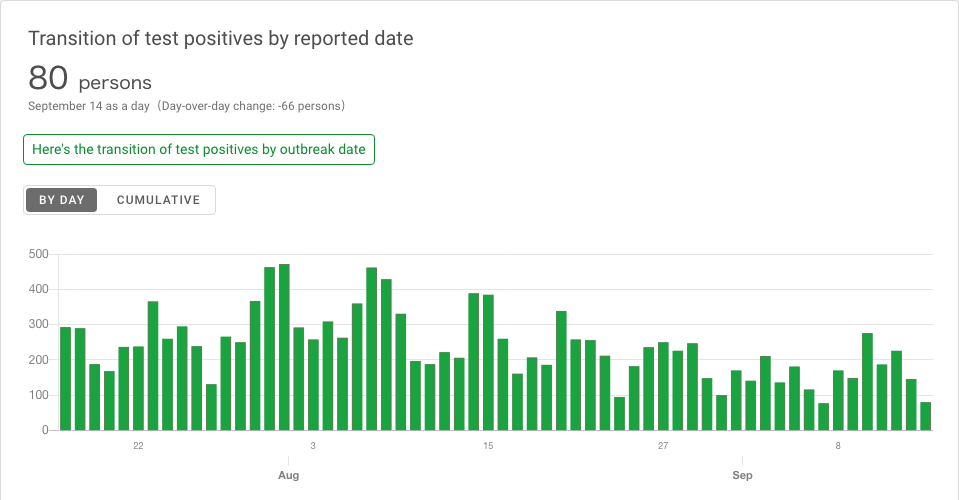 Transition of test positives by reported date
80 persons
September 14 as a day（Day-over-day change: -66 persons）
Here's the transition of test positives by outbreak date
BY DAY CUMULATIVE
500
400
300
200
100
0
22 3 15 27 8
Aug Sep